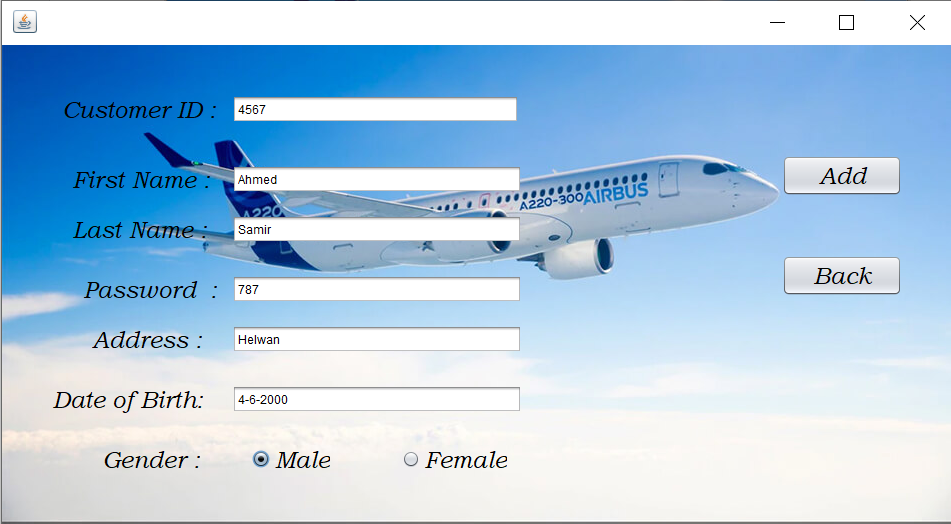 Customer ID : 4567
First Name : Ahmed
A220
A220-300 AIRBUS
Add
Last Name : Samir
Password : 787
Back
Address : Helwan
Date of Birth: 4-6-2000
Gender : Male Female